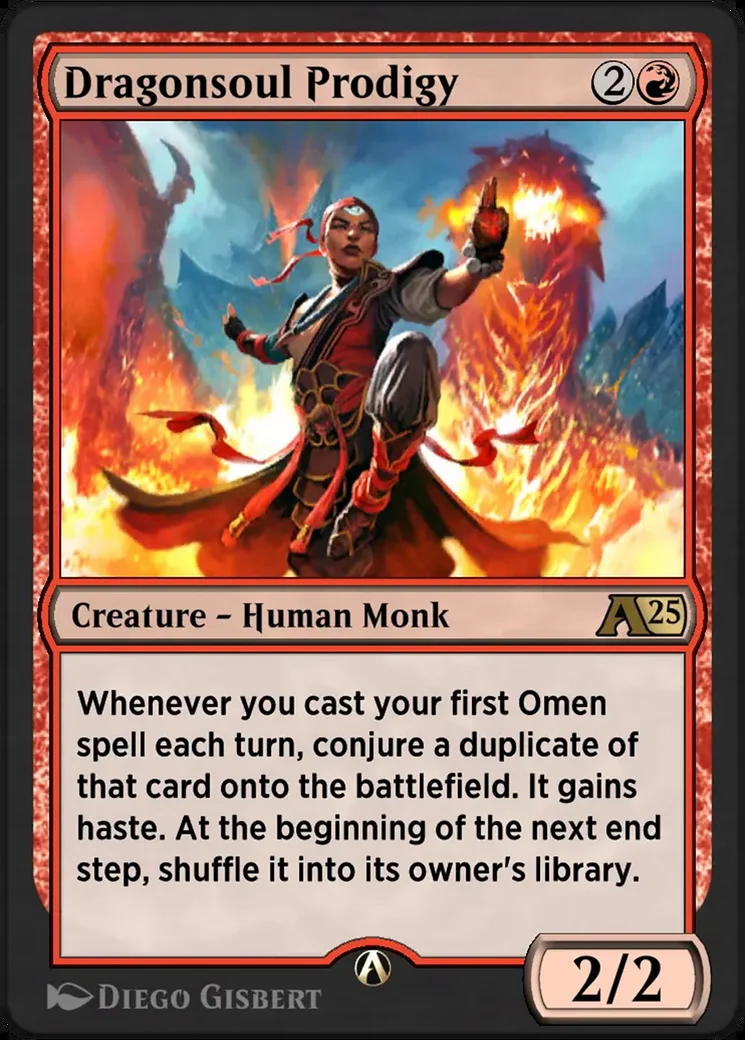 Dragonsoul Prodigy 2
Creature – Human Monk A25
Whenever you cast your first Omen
spell each turn, conjure a duplicate of
that card onto the battlefield. It gains
haste. At the beginning of the next end
step, shuffle it into its owner's library.
2/2
Diego Gisbert